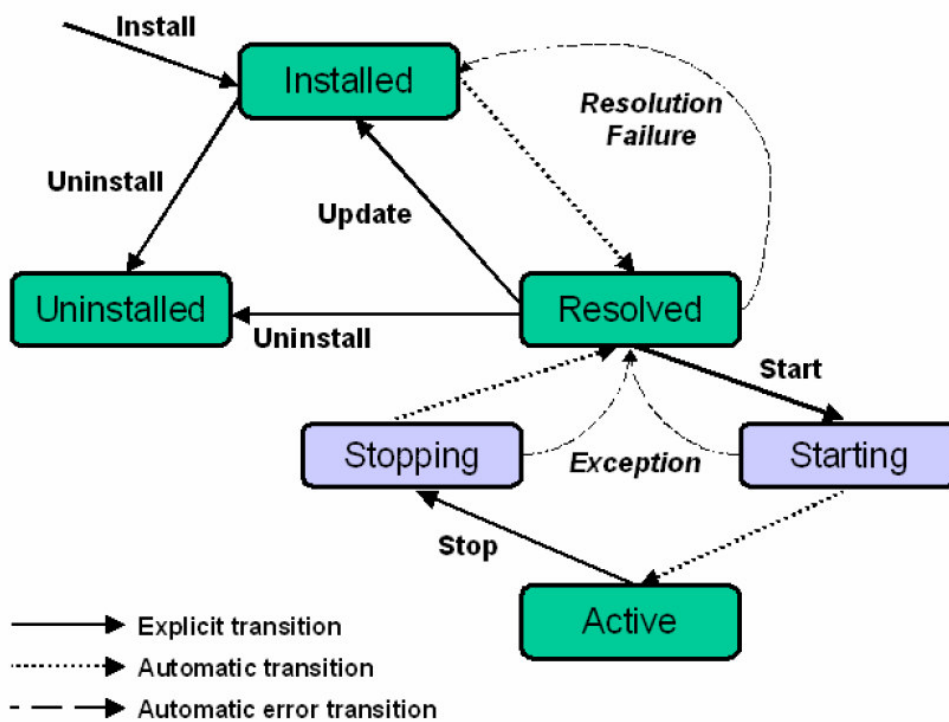 Install
Installed
Resolution
Failure
Uninstall
Update
Uninstalled
Resolved
Uninstall
Start
Stopping
Exception
Starting
Stop
Active
Explicit transition
Automatic transition
Automatic error transition